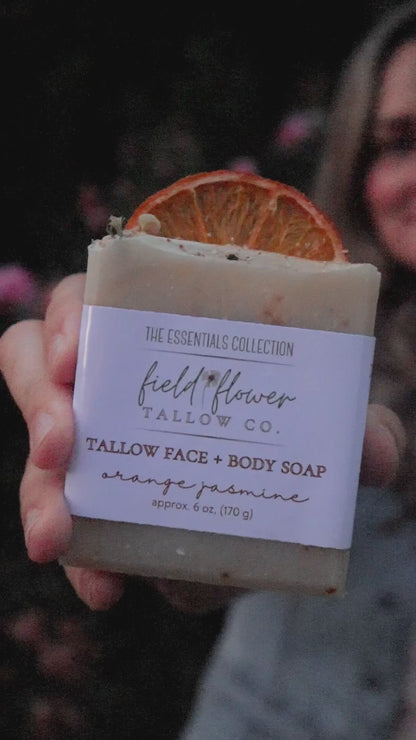 THE ESSENTIALS COLLECTION
field flower
TALLOW CO.
TALLOW FACE + BODY SOAP
orange jasmine
approx. 6 oz, (170 g)